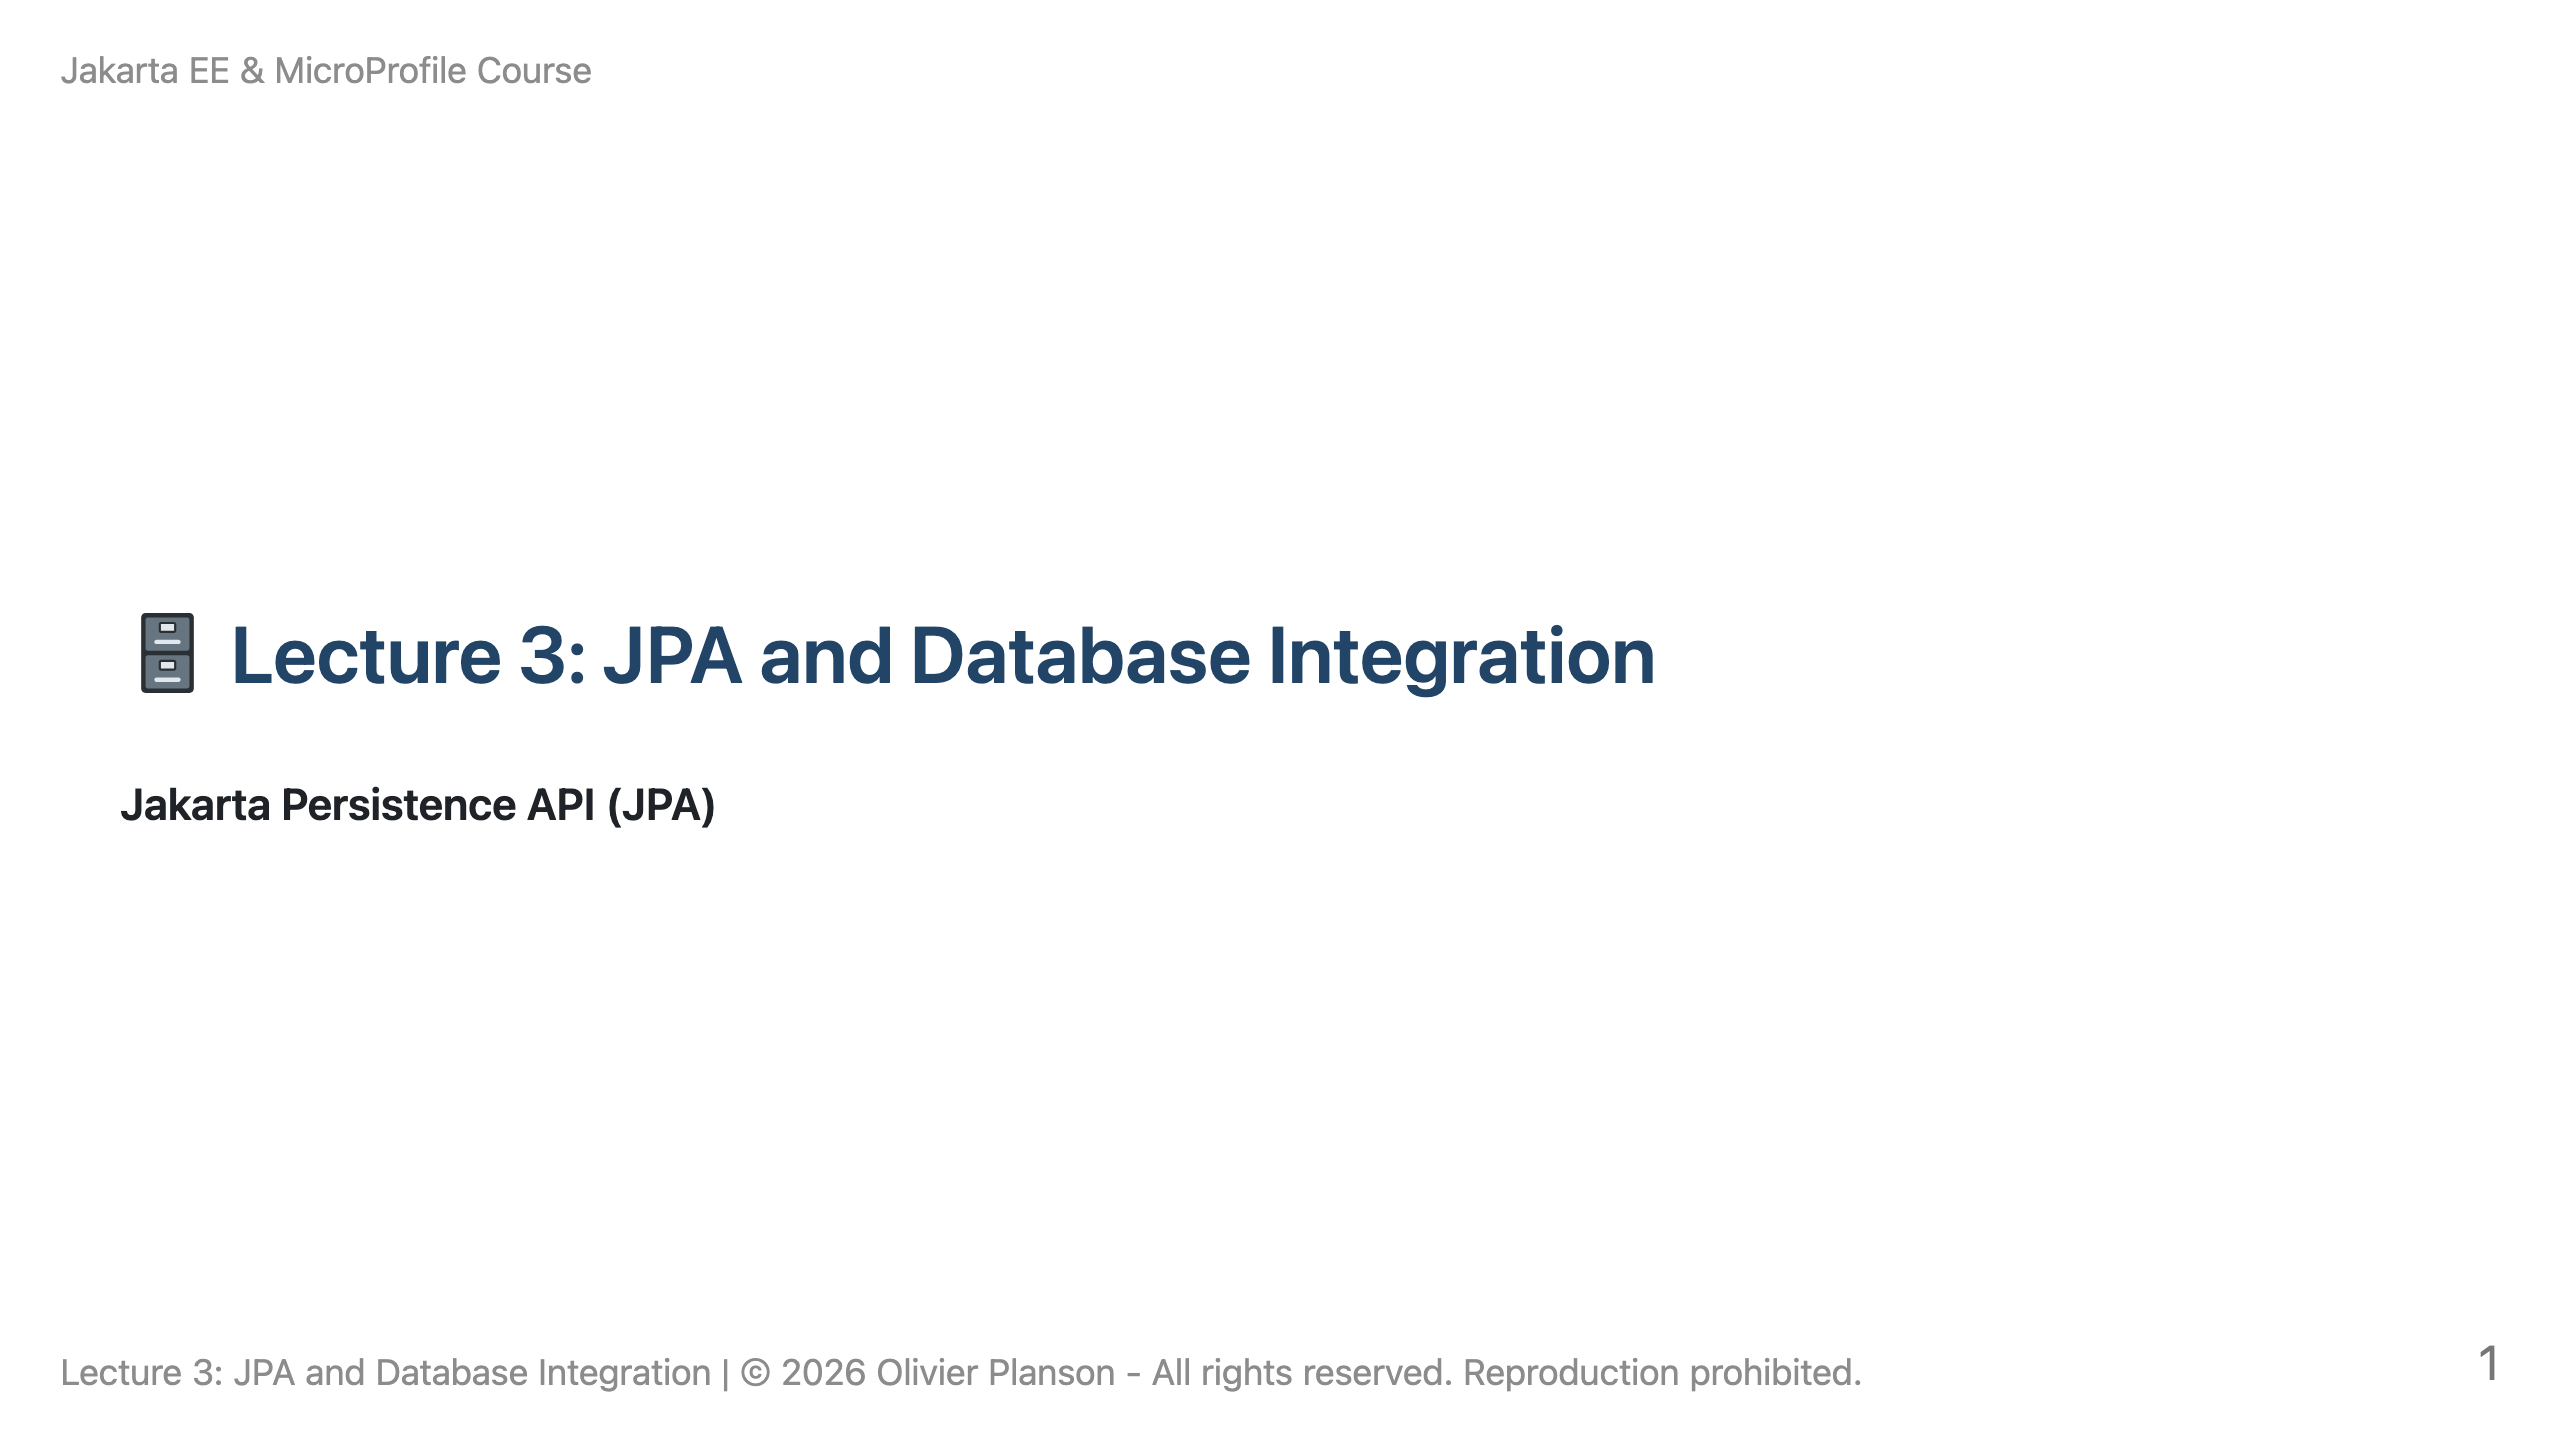 Jakarta EE & MicroProfile Course
Lecture 3: JPA and Database Integration
Jakarta Persistence API (JPA)
Lecture 3: JPA and Database Integration | © 2026 Olivier Planson - All rights reserved. Reproduction prohibited.
1